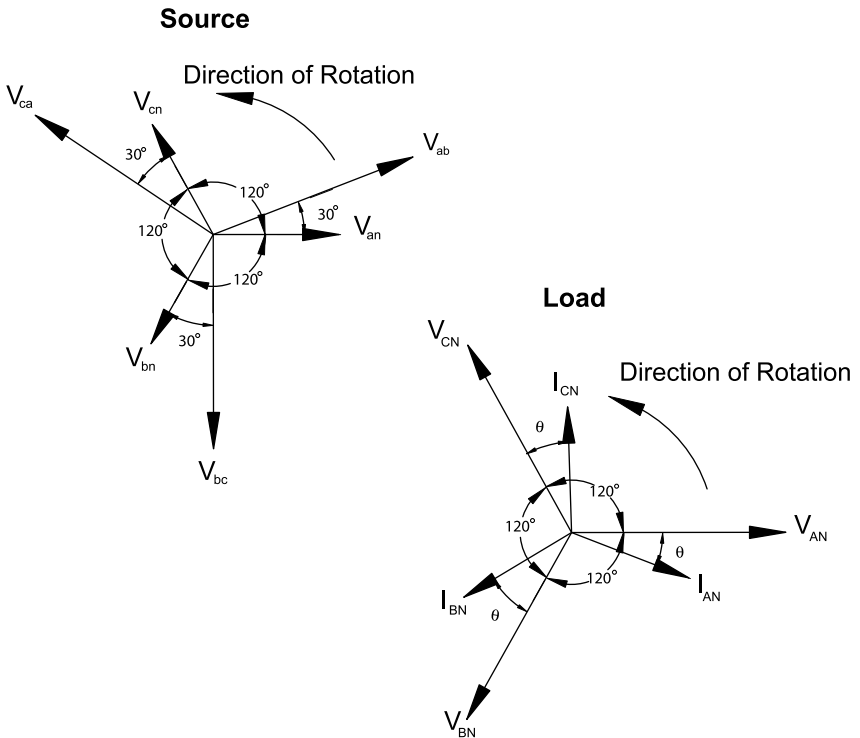 Source
Direction of Rotation
Vca
Vcn
Vab
30°
120°
30°
Van
120°
120°
30°
Vbn
Vbc
Load
VCN
Direction of Rotation
ICN
θ
120°
120°
VAN
θ
120°
IAN
IBN
θ
VBN